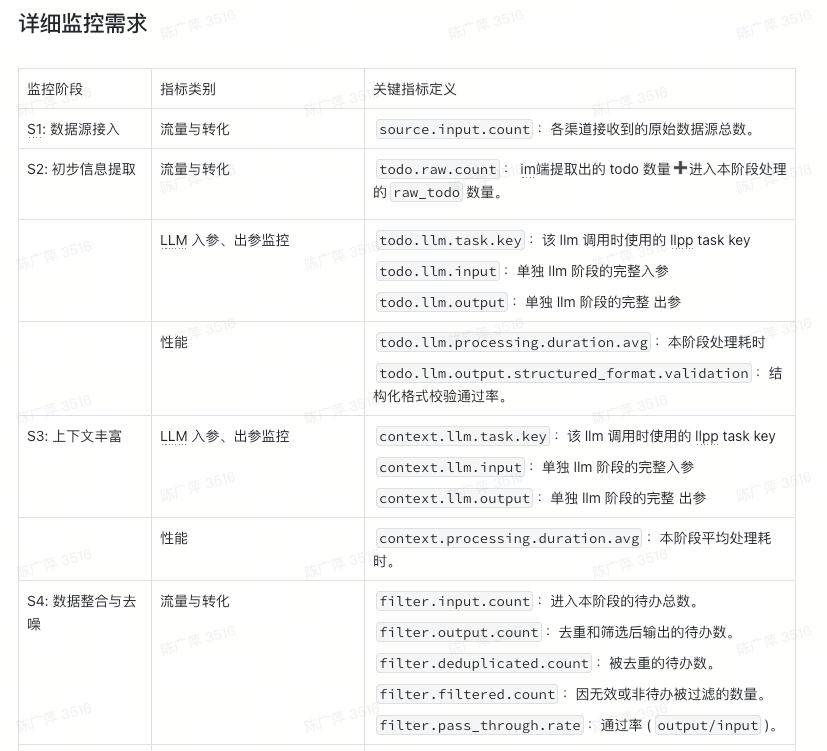 详细监控需求
监控阶段 指标类别 关键指标定义
S1: 数据源接入 流量与转化 source.input.count： 各渠道接收到的原始数据源总数。
S2: 初步信息提取 流量与转化 todo.raw.count： im端提取出的 todo 数量➕进入本阶段处理
的 raw_todo 数量。
LLM 入参、出参监控 todo.llm.task.key： 该 llm 调用时使用的 llpp task key
todo.llm.input： 单独 llm 阶段的完整入参
todo.llm.output： 单独 llm 阶段的完整 出参
性能 todo.llm.processing.duration.avg： 本阶段处理耗时
todo.llm.output.structured_format.validation： 结
构化格式校验通过率。
S3: 上下文丰富 LLM 入参、出参监控 context.llm.task.key： 该 llm 调用时使用的 llpp task key
context.llm.input： 单独 llm 阶段的完整入参
context.llm.output： 单独 llm 阶段的完整 出参
性能 context.processing.duration.avg： 本阶段平均处理耗
时。
S4: 数据整合与去
噪 流量与转化 filter.input.count： 进入本阶段的待办总数。
filter.output.count： 去重和筛选后输出的待办数。
filter.deduplicated.count： 被去重的待办数。
filter.filtered.count： 因无效或非待办被过滤的数量。
filter.pass_through.rate： 通过率 ( output/input )。
陈广萍 3516